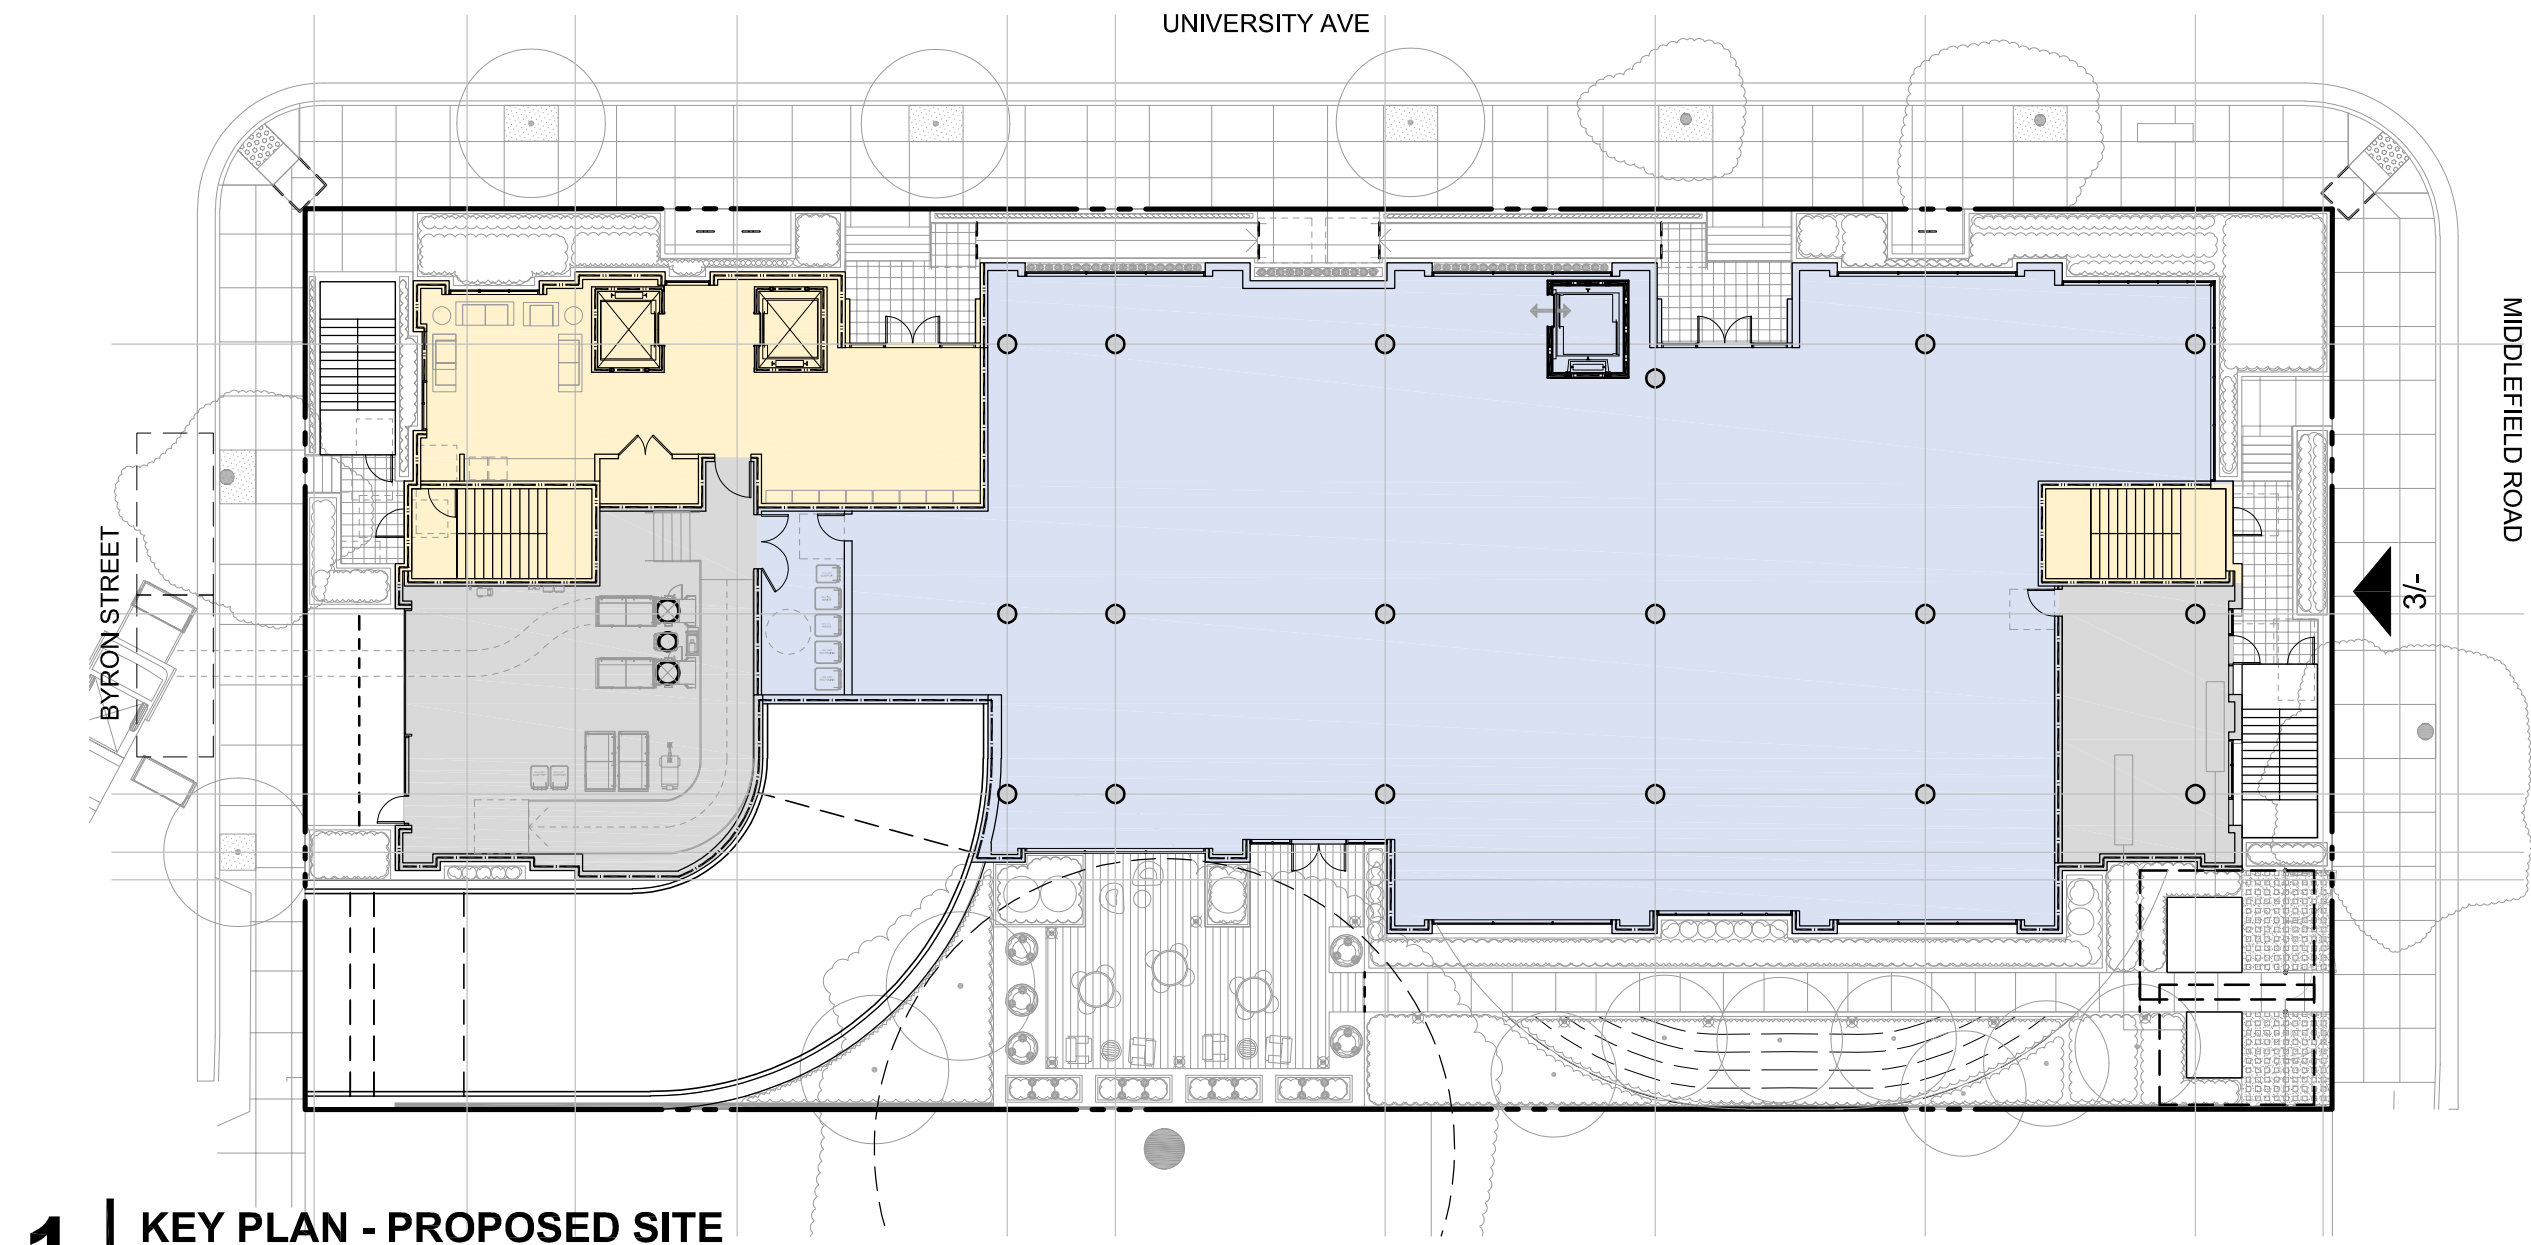 UNIVERSITY AVE
MIDDLEFIELD ROAD
BYRON STREET
3/-
1
KEY PLAN - PROPOSED SITE